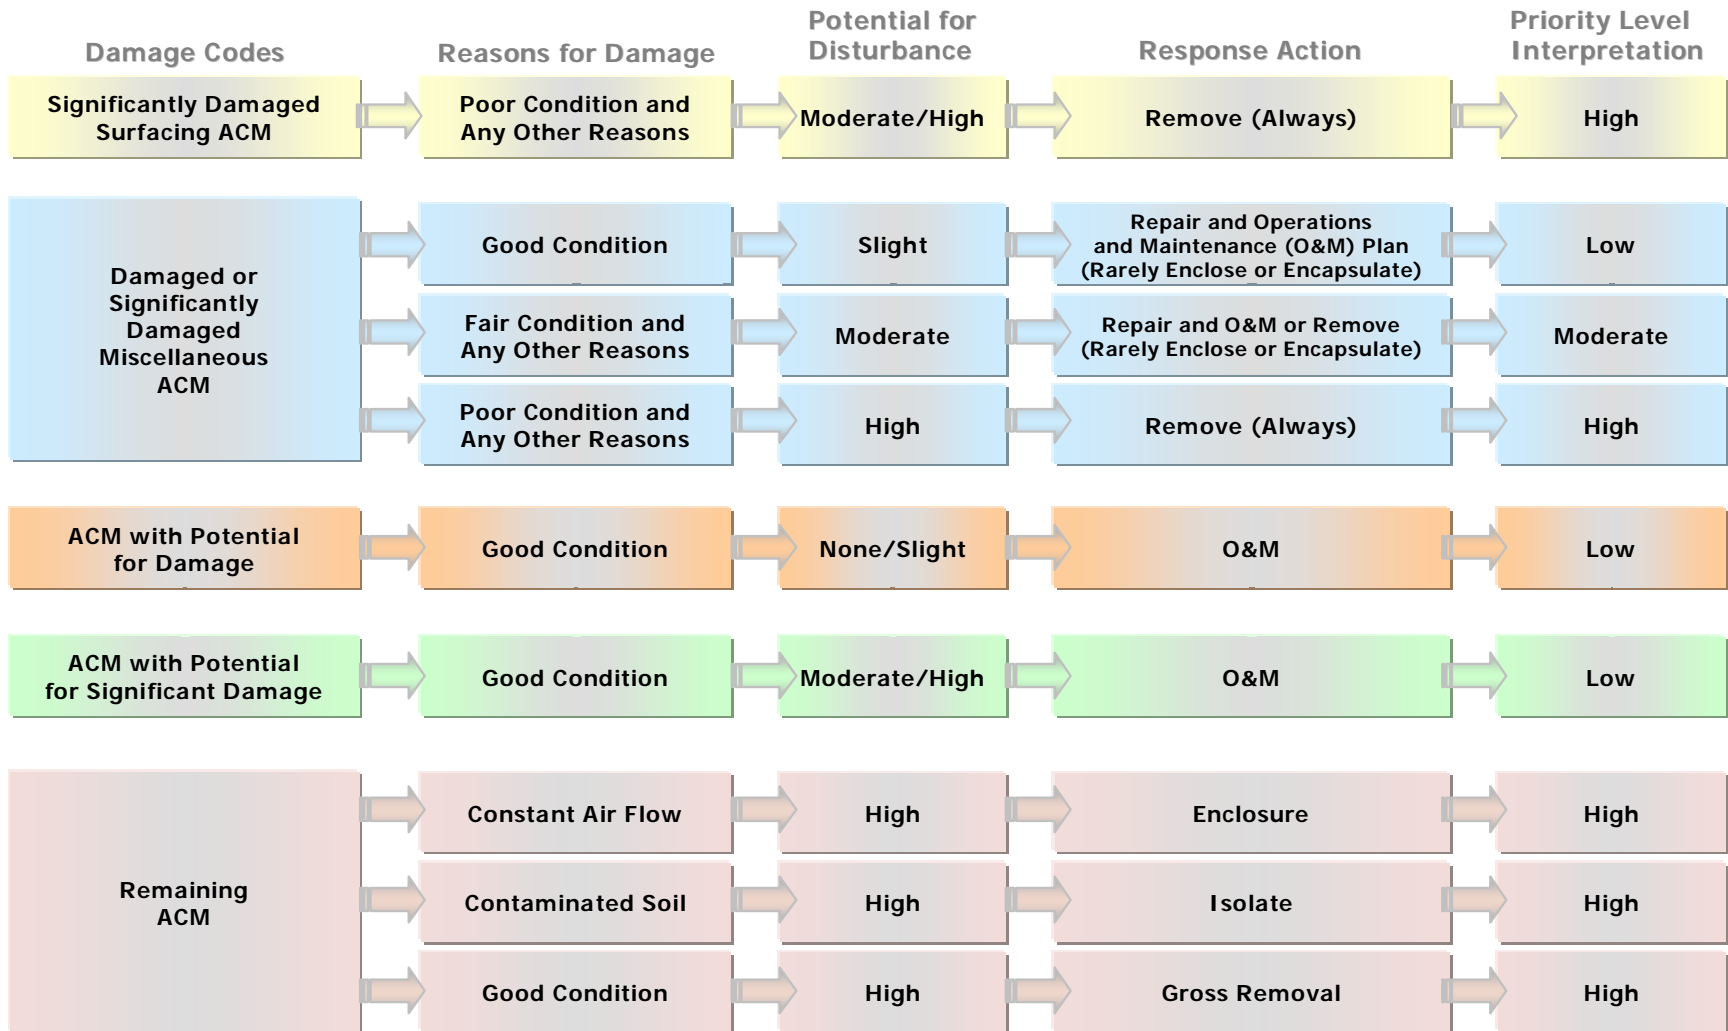 Damage Codes
Reasons for Damage
Potential for
Disturbance
Response Action
Priority Level
Interpretation
Significantly Damaged
Surfacing ACM
Poor Condition and
Any Other Reasons
Moderate/High
Remove (Always)
High
Damaged or
Significantly
Damaged
Miscellaneous
ACM
Good Condition
Slight
Repair and Operations
and Maintenance (O&M) Plan
(Rarely Enclose or Encapsulate)
Low
Fair Condition and
Any Other Reasons
Moderate
Repair and O&M or Remove
(Rarely Enclose or Encapsulate)
Moderate
Poor Condition and
Any Other Reasons
High
Remove (Always)
High
ACM with Potential
for Damage
Good Condition
None/Slight
O&M
Low
ACM with Potential
for Significant Damage
Good Condition
Moderate/High
O&M
Low
Remaining
ACM
Constant Air Flow
High
Enclosure
High
Contaminated Soil
High
Isolate
High
Good Condition
High
Gross Removal
High